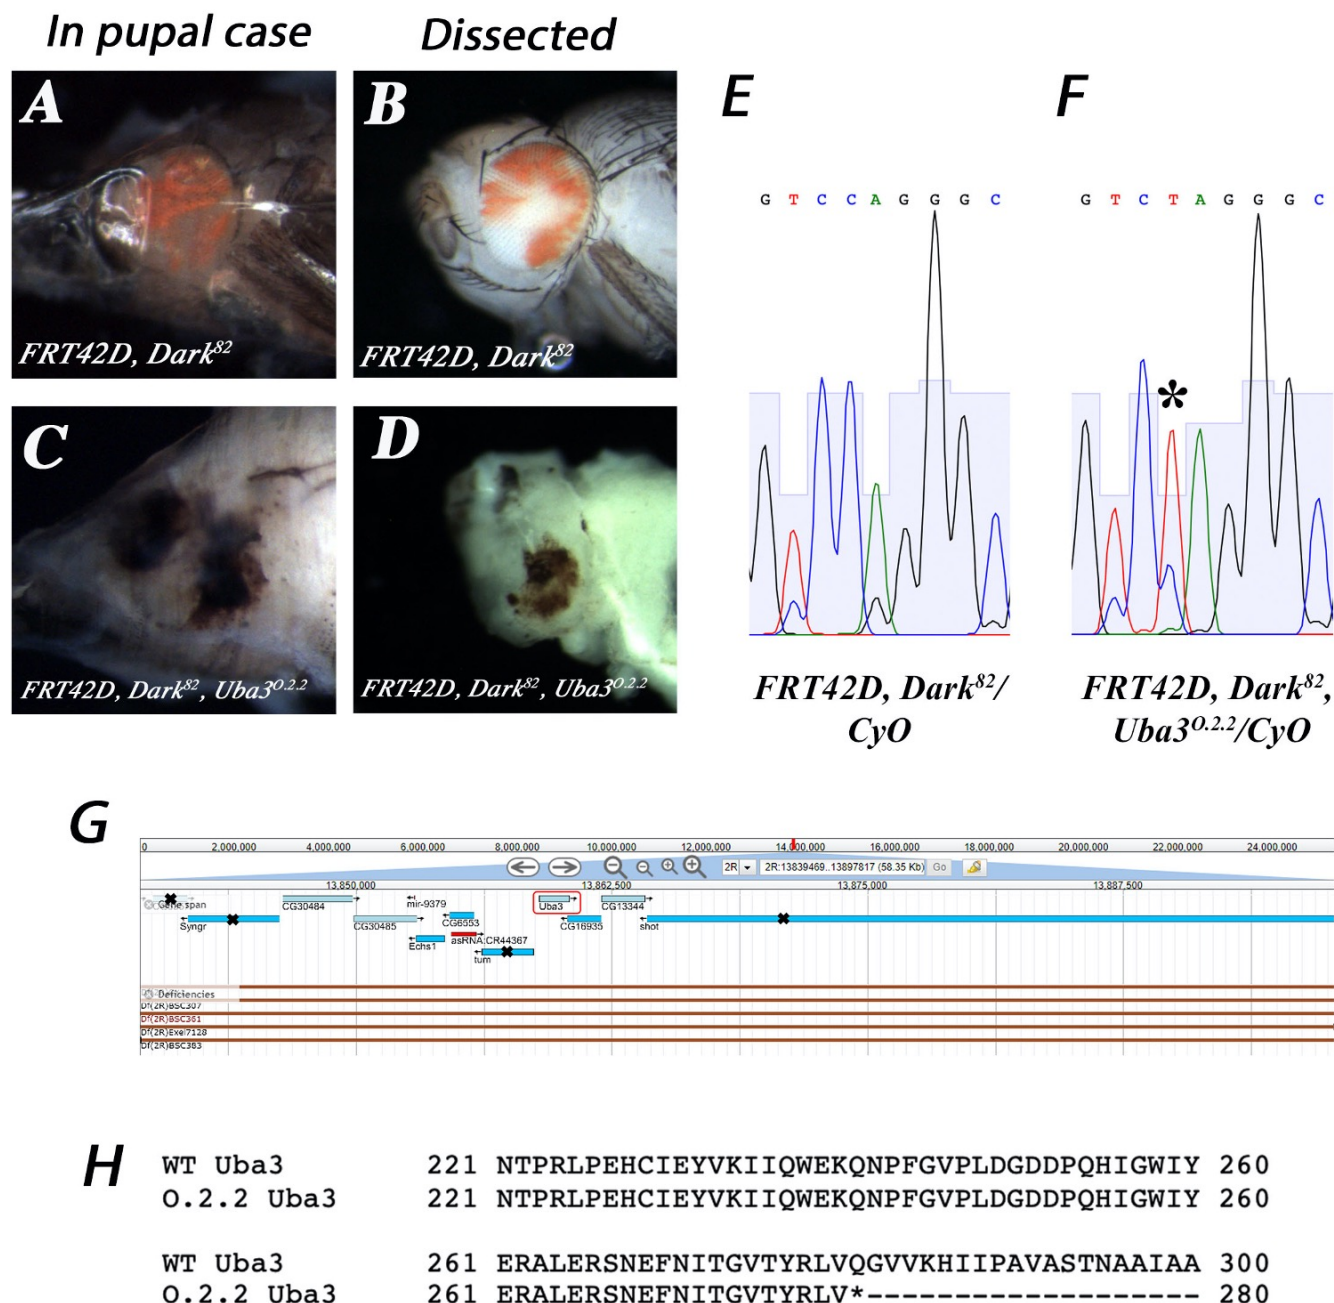 In pupal case
Dissected
A
FRT42D, Dark82
B
FRT42D, Dark82
C
FRT42D, Dark82, Uba3O.2.2
D
FRT42D, Dark82, Uba3O.2.2
E
G T C C A G G G C
FRT42D, Dark82/
CyO
F
G T C T A G G G C
*
FRT42D, Dark82,
Uba3O.2.2/CyO
G
0 2,000,000 4,000,000 6,000,000 8,000,000 10,000,000 12,000,000 14,000,000 16,000,000 18,000,000 20,000,000 22,000,000 24,000,000
2R 2R:13839469..13897817 (58.35 Kb) Go
13,850,000 13,862,500 13,875,000 13,887,500
Gene span
CG30484 mir-9379 Uba3 CG13344
Syngr CG30485 CG6553 CG16935 shot
Echs1 asRNA:CR44367
tum
Deficiencies
Df(2R)BSC307
Df(2R)BSC361
Df(2R)Exel7128
Df(2R)BSC383
H
WT Uba3 221 NTPRLPEHCIEYVKIIQWEKQNPFGVPLDGDDPQHIGWIY 260
O.2.2 Uba3 221 NTPRLPEHCIEYVKIIQWEKQNPFGVPLDGDDPQHIGWIY 260
WT Uba3 261 ERALERSNEFNITGVTYRLVQGVVKHIIPAVASTNAAIAA 300
O.2.2 Uba3 261 ERALERSNEFNITGVTYRLV*------------------- 280